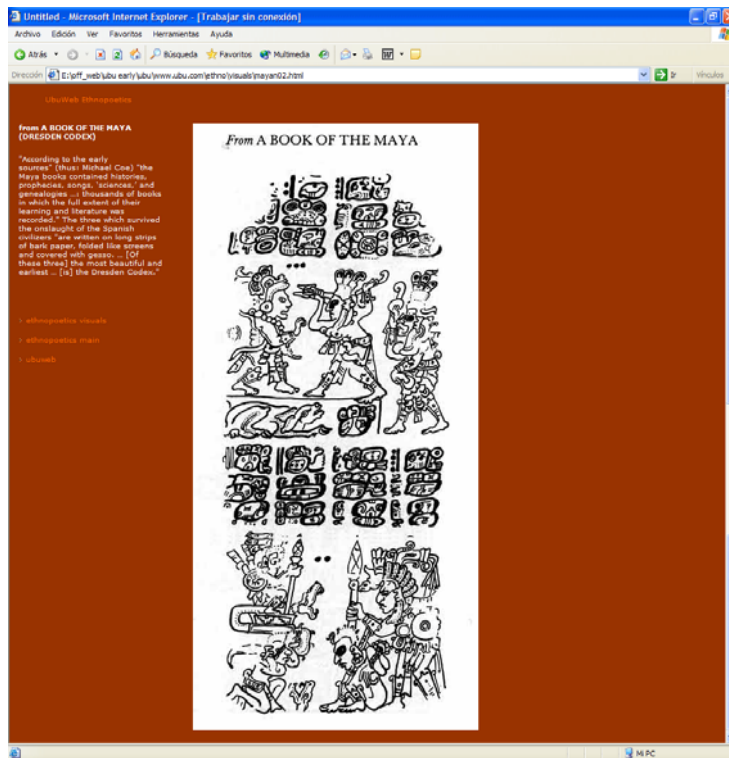 Untitled - Microsoft Internet Explorer - [Trabajar sin conexión]
Archivo Edición Ver Favoritos Herramientas Ayuda
Atrás Búsqueda Favoritos Multimedia
Dirección E:\off_web\ubu early\ubu\www.ubu.com\ethno\visuals\mayan02.html Ir Vínculos
UbuWeb Ethnopoetics
from A BOOK OF THE MAYA
(DRESDEN CODEX)
"According to the early
sources" (thus: Michael Coe) "the
Maya books contained histories,
prophecies, songs, 'sciences,' and
genealogies ...: thousands of books
in which the full extent of their
learning and literature was
recorded." The three which survived
the onslaught of the Spanish
civilizers "are written on long strips
of bark paper, folded like screens
and covered with gesso. ... [Of
these three] the most beautiful and
earliest ... [is] the Dresden Codex."
› ethnopoetics visuals
› ethnopoetics main
› ubuweb
From A BOOK OF THE MAYA
Mi PC